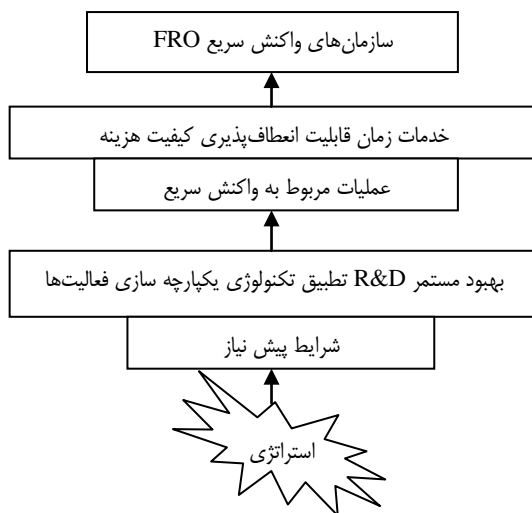 سازمان‌های واکنش سریع FRO
خدمات زمان قابلیت انعطاف‌پذیری کیفیت هزینه
عملیات مربوط به واکنش سریع
بهبود مستمر R&D تطبیق تکنولوژی یکپارچه سازی فعالیت‌ها
شرایط پیش نیاز
استراتژی